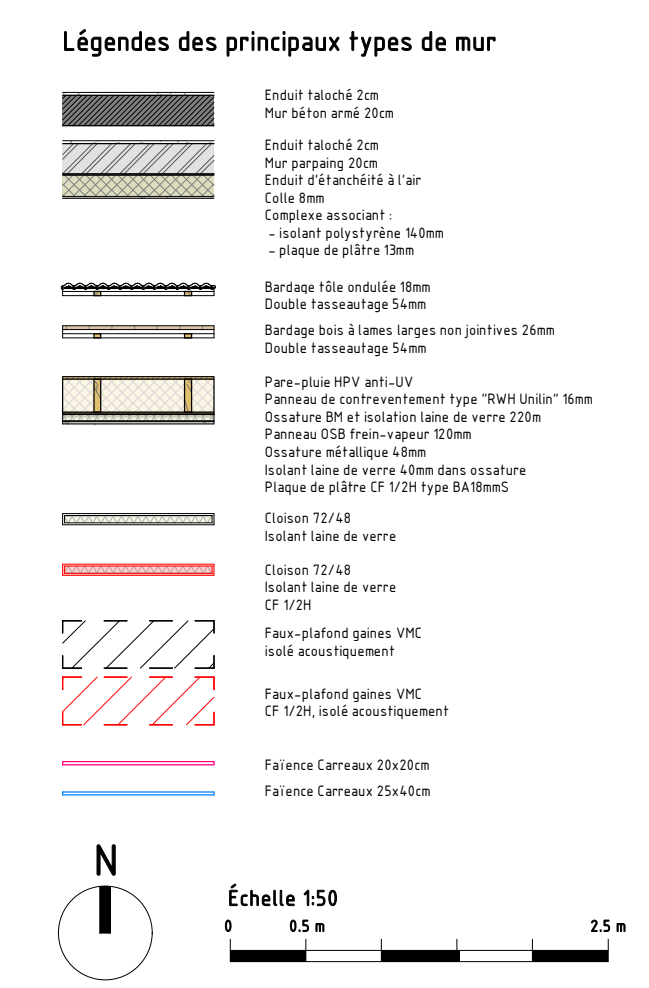 Légendes des principaux types de mur
Enduit taloché 2cm
Mur béton armé 20cm
Enduit taloché 2cm
Mur parpaing 20cm
Enduit d'étanchéité à l'air
Colle 8mm
Complexe associant :
- isolant polystyrène 140mm
- plaque de plâtre 13mm
Bardage tôle ondulée 18mm
Double tasseautage 54mm
Bardage bois à lames larges non jointives 26mm
Double tasseautage 54mm
Pare-pluie HPV anti-UV
Panneau de contreventement type "RWH Unilin" 16mm
Ossature BM et isolation laine de verre 220m
Panneau OSB frein-vapeur 120mm
Ossature métallique 48mm
Isolant laine de verre 40mm dans ossature
Plaque de plâtre CF 1/2H type BA18mmS
Cloison 72/48
Isolant laine de verre
Cloison 72/48
Isolant laine de verre
CF 1/2H
Faux-plafond gaines VMC
isolé acoustiquement
Faux-plafond gaines VMC
CF 1/2H, isolé acoustiquement
Faïence Carreaux 20x20cm
Faïence Carreaux 25x40cm
N
Échelle 1:50
0 0.5 m 2.5 m